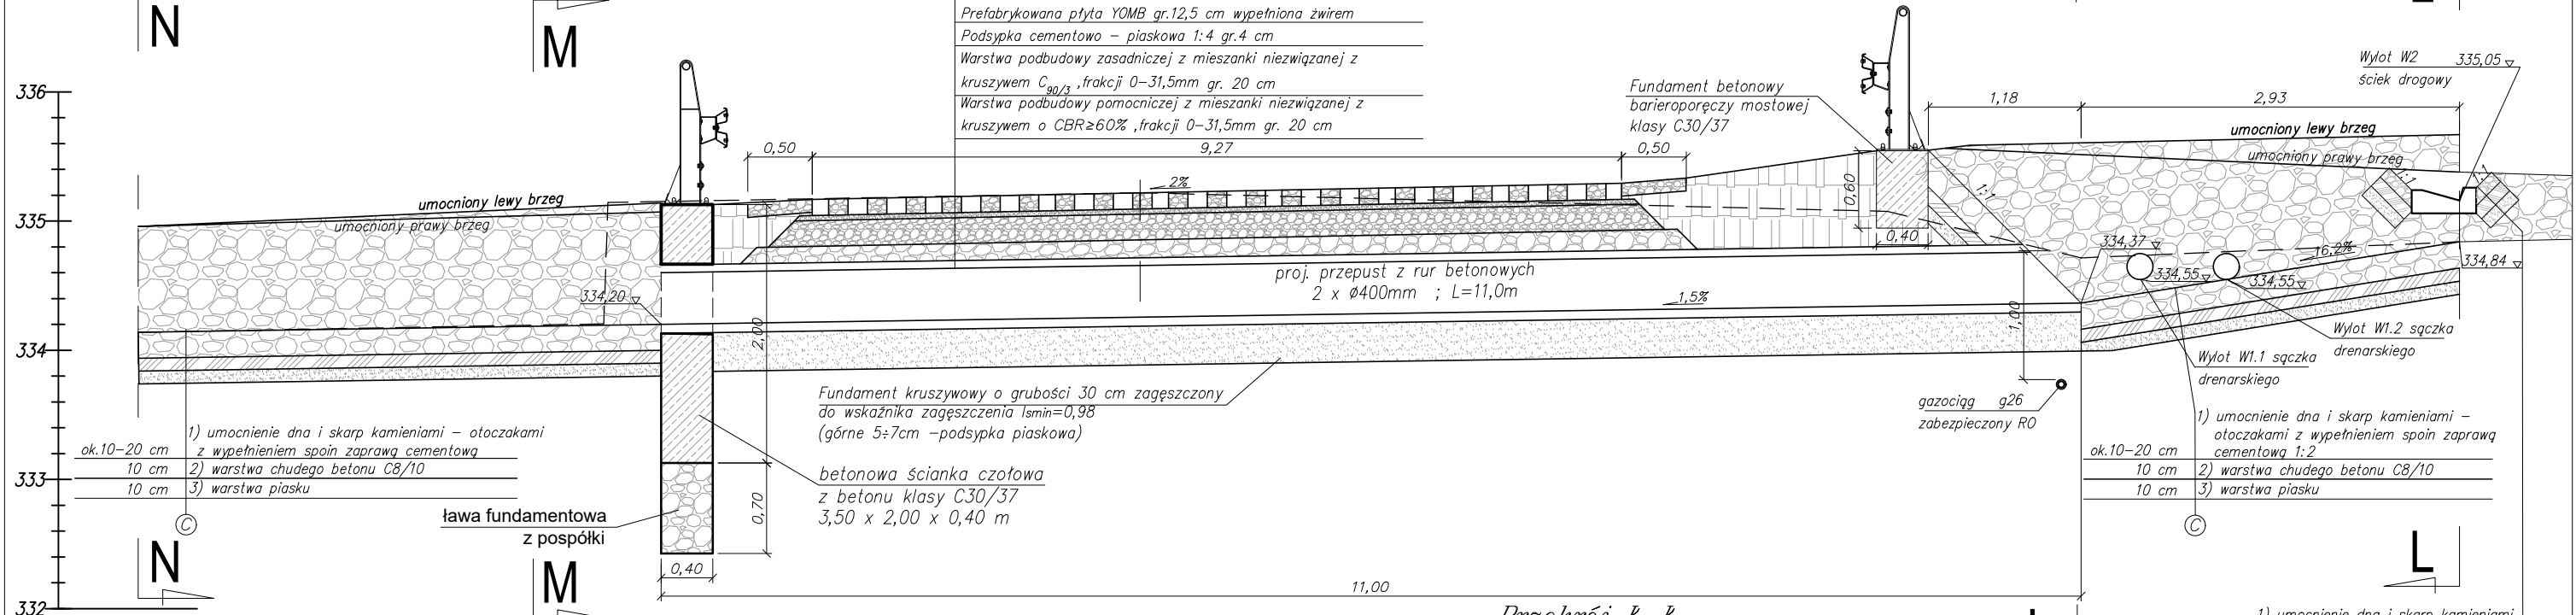 N
M
Prefabrykowana płyta YOMB gr.12,5 cm wypełniona żwirem
Podsypka cementowo – piaskowa 1:4 gr.4 cm
Warstwa podbudowy zasadniczej z mieszanki niezwiązanej z
kruszywem C90/3 ,frakcji 0–31,5mm gr. 20 cm
Warstwa podbudowy pomocniczej z mieszanki niezwiązanej z
kruszywem o CBR≥60% ,frakcji 0–31,5mm gr. 20 cm
Fundament betonowy
barieroporęczy mostowej
klasy C30/37
Wylot W2 335,05
ściek drogowy
336
335
334
333
332
0,50
9,27
0,50
1,18
2,93
umocniony lewy brzeg
umocniony prawy brzeg
umocniony lewy brzeg
umocniony prawy brzeg
2%
0,60
0,40
1:1
1:1
334,37
334,55
334,55
16,2%
334,84
334,20
proj. przepust z rur betonowych
2 x Ø400mm ; L=11,0m
1,5%
2,00
1,00
Wylot W1.2 sączka
drenarskiego
Wylot W1.1 sączka
drenarskiego
gazociąg g26
zabezpieczony RO
Fundament kruszywowy o grubości 30 cm zagęszczony
do wskaźnika zagęszczenia Ismin=0,98
(górne 5÷7cm –podsypka piaskowa)
betonowa ścianka czołowa
z betonu klasy C30/37
3,50 x 2,00 x 0,40 m
0,70
ława fundamentowa
z pospółki
1) umocnienie dna i skarp kamieniami – otoczakami
ok.10–20 cm z wypełnieniem spoin zaprawą cementową
10 cm 2) warstwa chudego betonu C8/10
10 cm 3) warstwa piasku
C
1) umocnienie dna i skarp kamieniami –
otoczakami z wypełnieniem spoin zaprawą
ok.10–20 cm cementową 1:2
10 cm 2) warstwa chudego betonu C8/10
10 cm 3) warstwa piasku
C
N
M
L
0,40
11,00